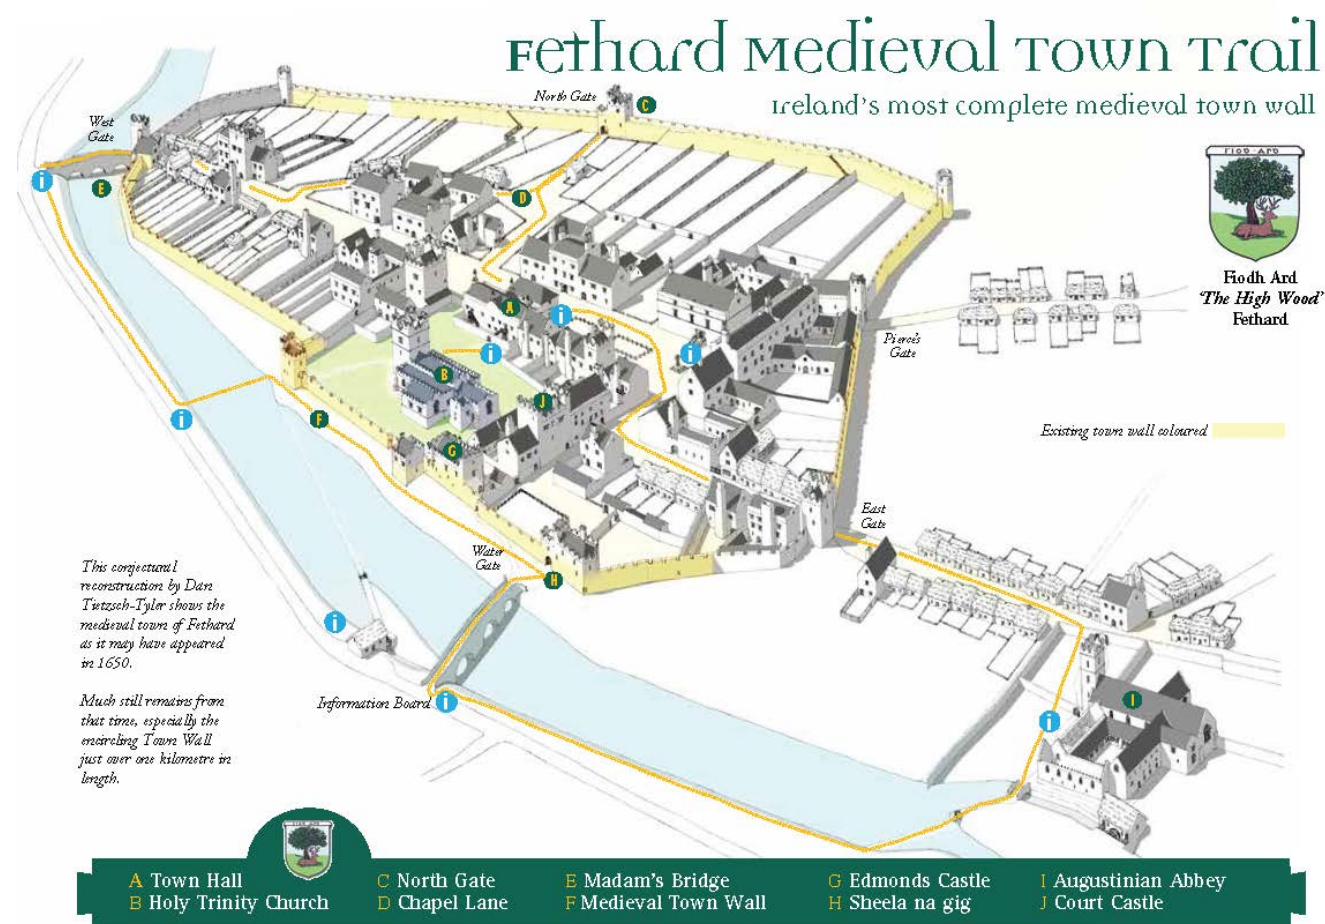 Fethard Medieval Town Trail
Ireland's most complete medieval town wall
FIODH ARD
Fiodh Ard
'The High Wood'
Fethard
North Gate
C
West
Gate
i
E
D
A
i
i
i
B
J
Pierce's
Gate
Existing town wall coloured
F
i
G
East
Gate
Water
Gate
H
This conjectural
reconstruction by Dan
Tietzsch-Tyler shows the
medieval town of Fethard
as it may have appeared
in 1650.
i
Much still remains from
that time, especially the
encircling Town Wall
just over one kilometre in
length.
Information Board
i
I
i
A Town Hall
B Holy Trinity Church
C North Gate
D Chapel Lane
E Madam's Bridge
F Medieval Town Wall
G Edmonds Castle
H Sheela na gig
I Augustinian Abbey
J Court Castle